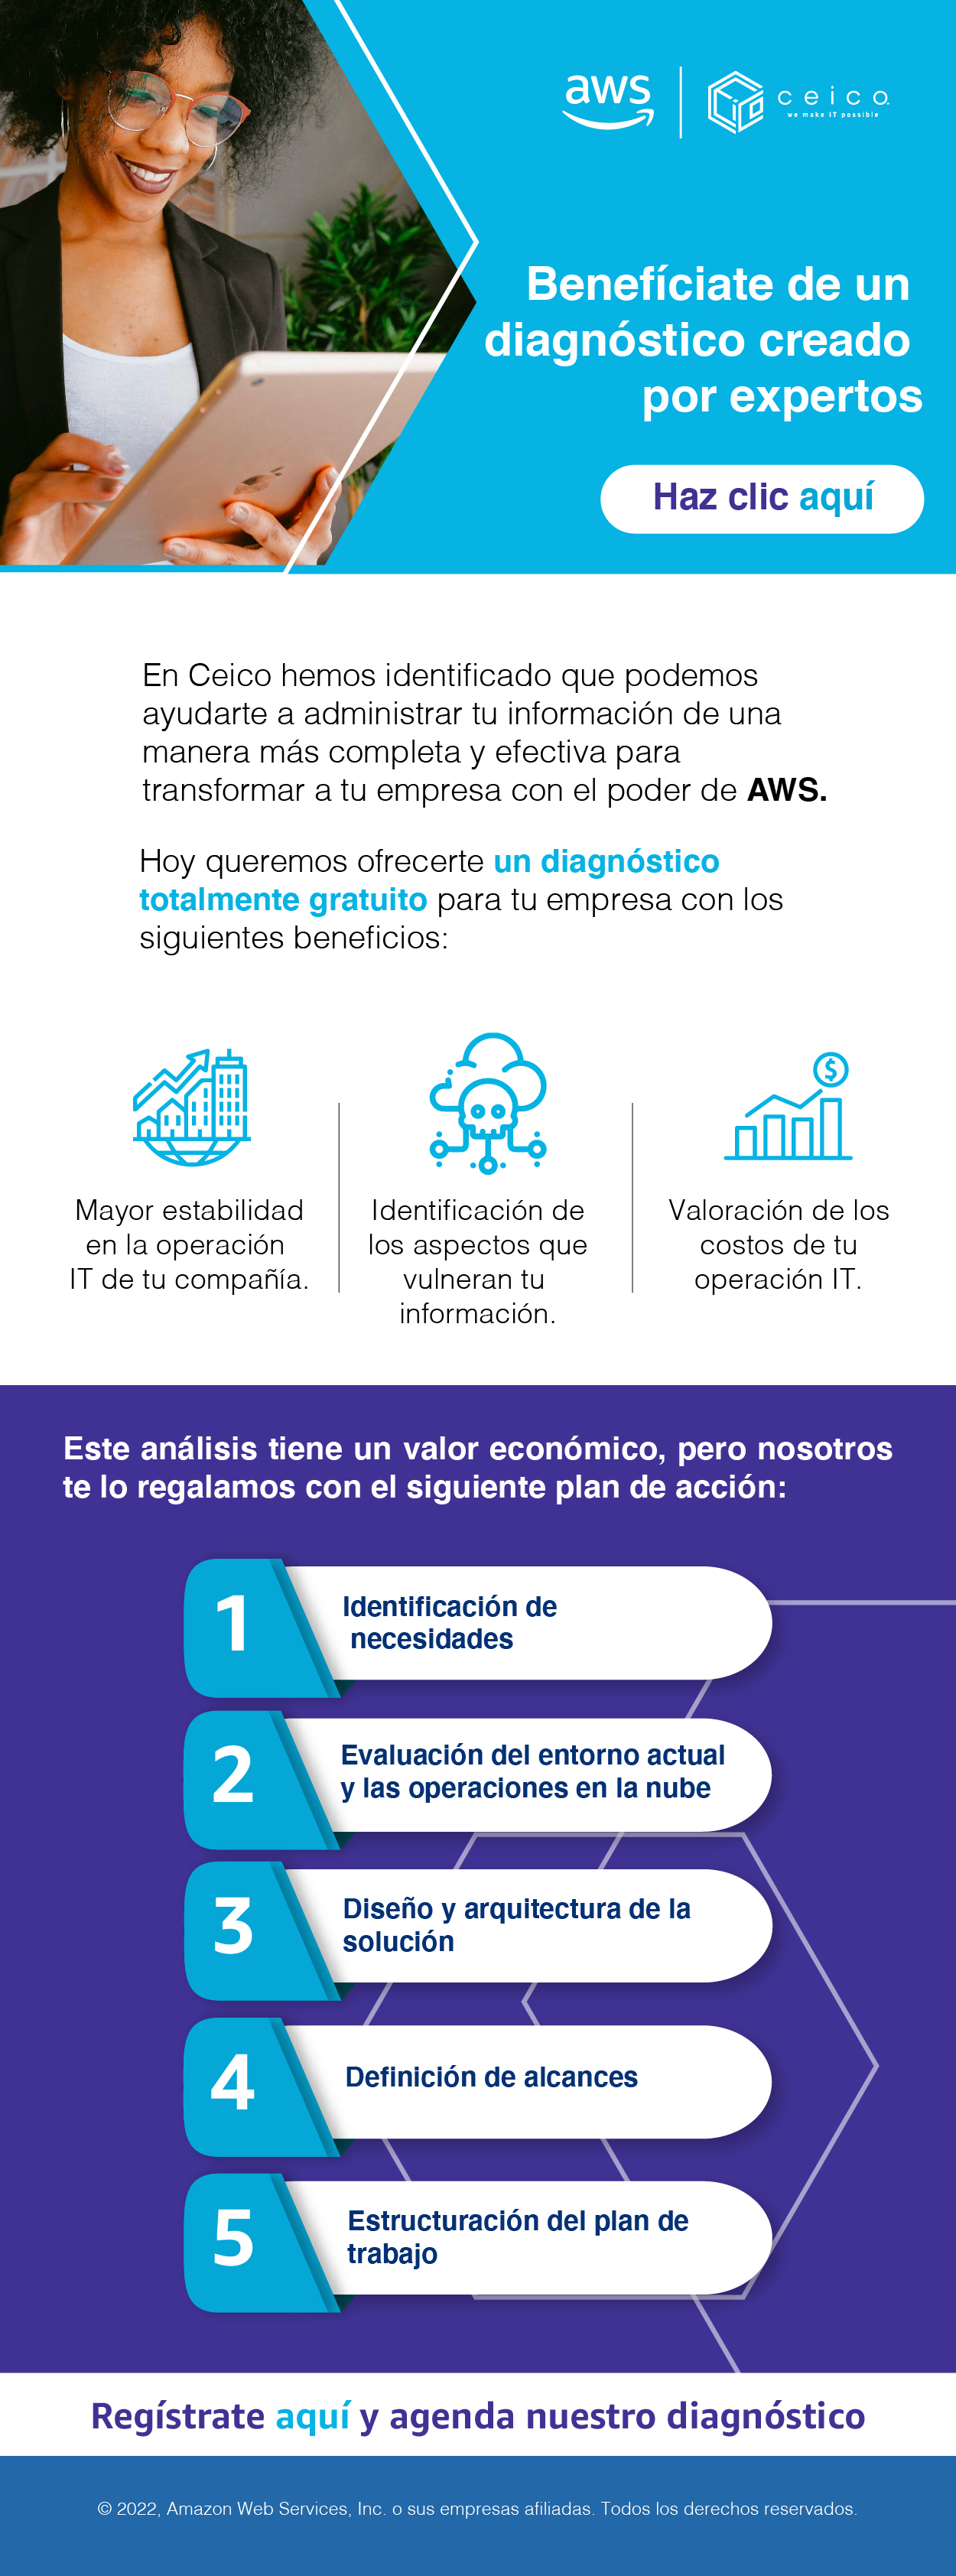 aws
ceico
we make IT possible
Benefíciate de un
diagnóstico creado
por expertos
Haz clic aquí
En Ceico hemos identificado que podemos
ayudarte a administrar tu información de una
manera más completa y efectiva para
transformar a tu empresa con el poder de AWS.
Hoy queremos ofrecerte un diagnóstico
totalmente gratuito para tu empresa con los
siguientes beneficios:
$
Mayor estabilidad
en la operación
IT de tu compañía.
Identificación de
los aspectos que
vulneran tu
información.
Valoración de los
costos de tu
operación IT.
Este análisis tiene un valor económico, pero nosotros
te lo regalamos con el siguiente plan de acción:
1
Identificación de
necesidades
2
Evaluación del entorno actual
y las operaciones en la nube
3
Diseño y arquitectura de la
solución
4
Definición de alcances
5
Estructuración del plan de
trabajo
Regístrate aquí y agenda nuestro diagnóstico
© 2022, Amazon Web Services, Inc. o sus empresas afiliadas. Todos los derechos reservados.